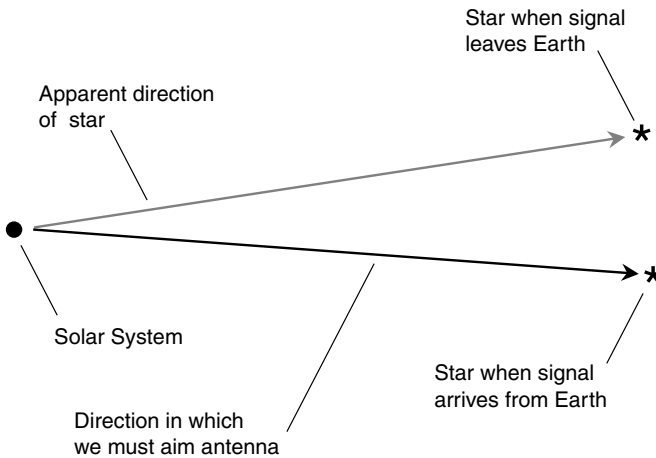 Star when signal
leaves Earth
Apparent direction
of star
Solar System
Star when signal
arrives from Earth
Direction in which
we must aim antenna